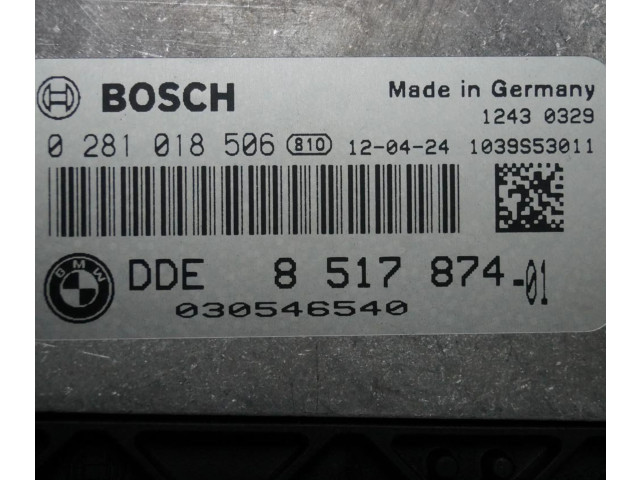 BOSCH Made in Germany
1243 0329
0 281 018 506 810 12-04-24 1039S53011
BMW DDE 8 517 874-01
030546540